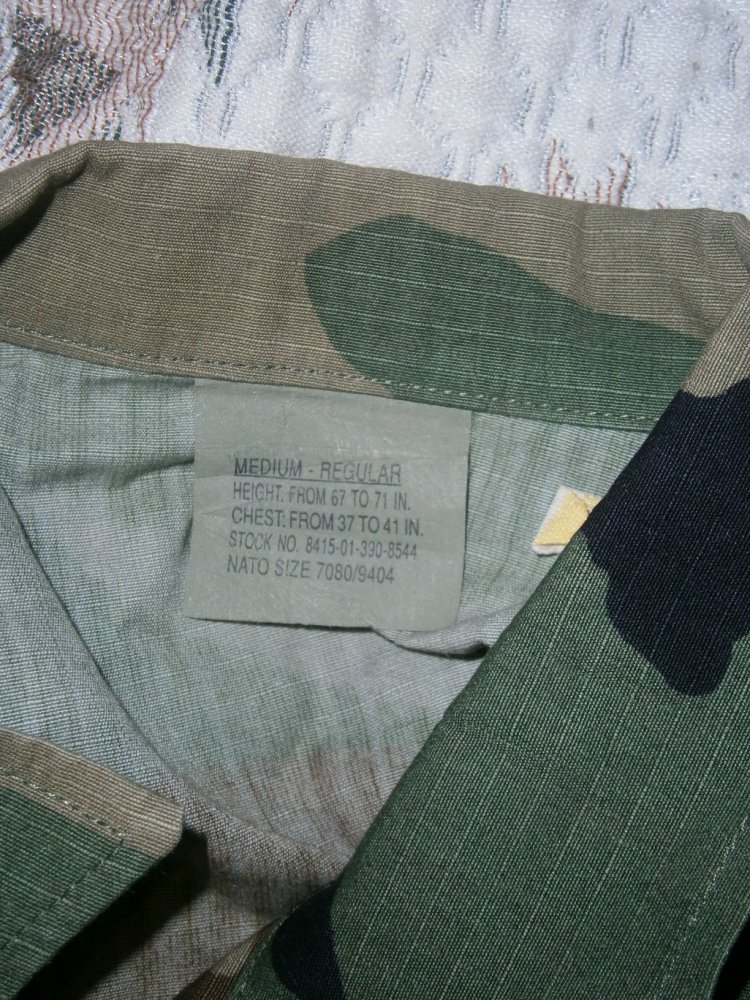 MEDIUM - REGULAR
HEIGHT: FROM 67 TO 71 IN.
CHEST: FROM 37 TO 41 IN.
STOCK NO. 8415-01-390-8544
NATO SIZE 7080/9404